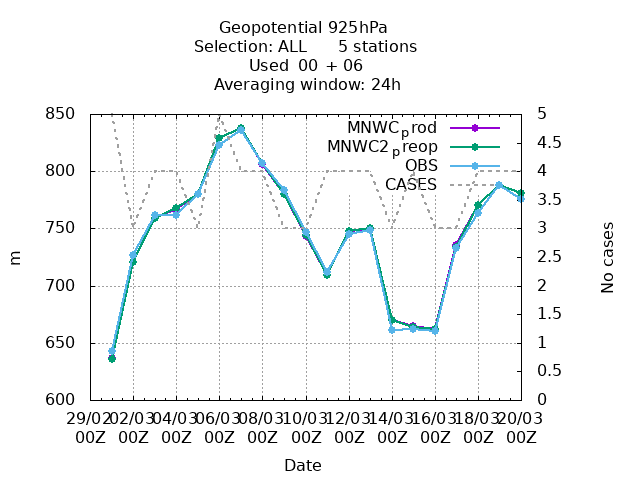 Geopotential 925hPa
Selection: ALL 5 stations
Used 00 + 06
Averaging window: 24h
850
800
750
700
650
600
m
5
4.5
4
3.5
3
2.5
2
1.5
1
0.5
0
No cases
MNWCprod
MNWC2preop
OBS
CASES
29/02 02/03 04/03 06/03 08/03 10/03 12/03 14/03 16/03 18/03 20/03
00Z 00Z 00Z 00Z 00Z 00Z 00Z 00Z 00Z 00Z 00Z
Date